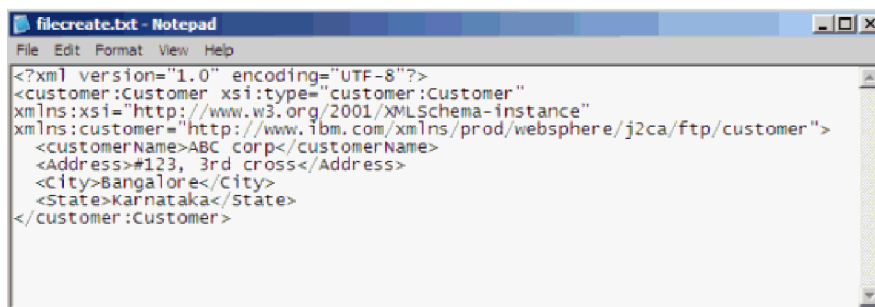 filecreate.txt - Notepad
File Edit Format View Help
<?xml version="1.0" encoding="UTF-8"?>
<customer:Customer xsi:type="customer:Customer"
xmlns:xsi="http://www.w3.org/2001/XMLSchema-instance"
xmlns:customer="http://www.ibm.com/xmlns/prod/websphere/j2ca/ftp/customer">
  <customerName>ABC corp</customerName>
  <Address>#123, 3rd cross</Address>
  <City>Bangalore</City>
  <State>Karnataka</State>
</customer:Customer>